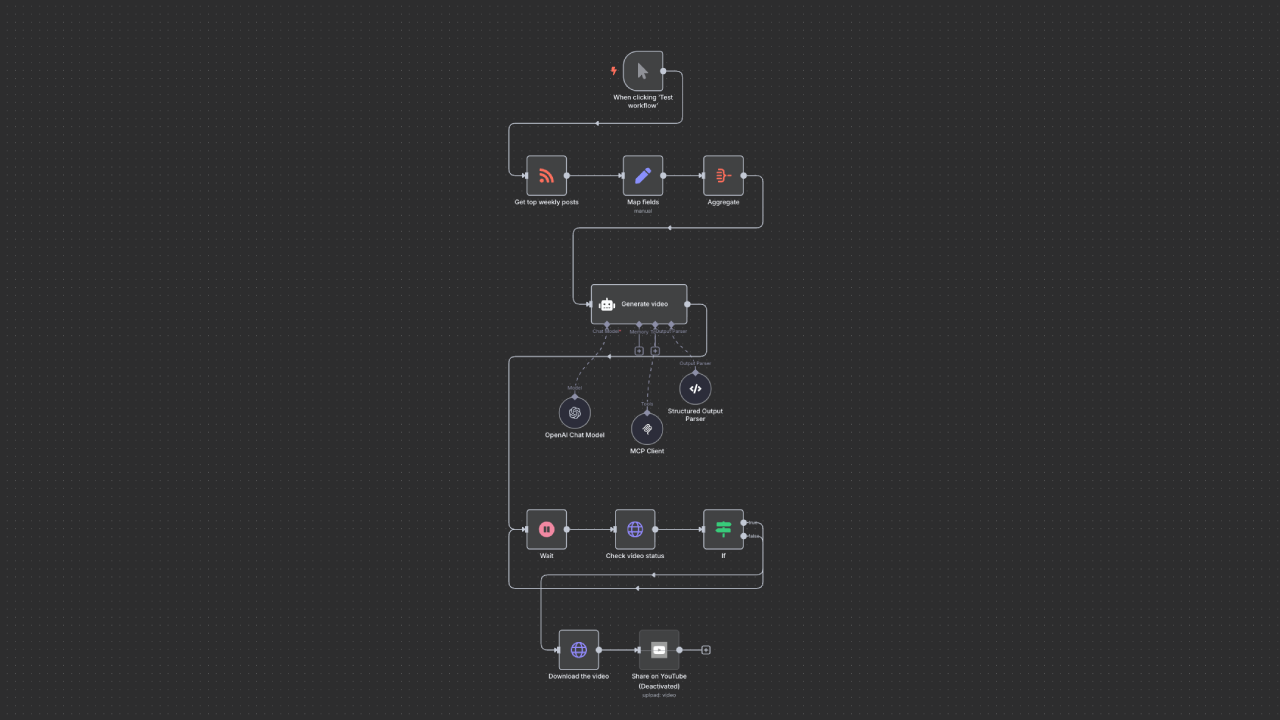 When clicking 'Test
workflow'
Get top weekly posts
Map fields
manual
Aggregate
Generate video
Chat Model*
Memory
Output Parser
Output Parser
Model
Tools
OpenAI Chat Model
MCP Client
Structured Output
Parser
true
false
Wait
Check video status
If
Download the video
Share on YouTube
(Deactivated)
upload: video